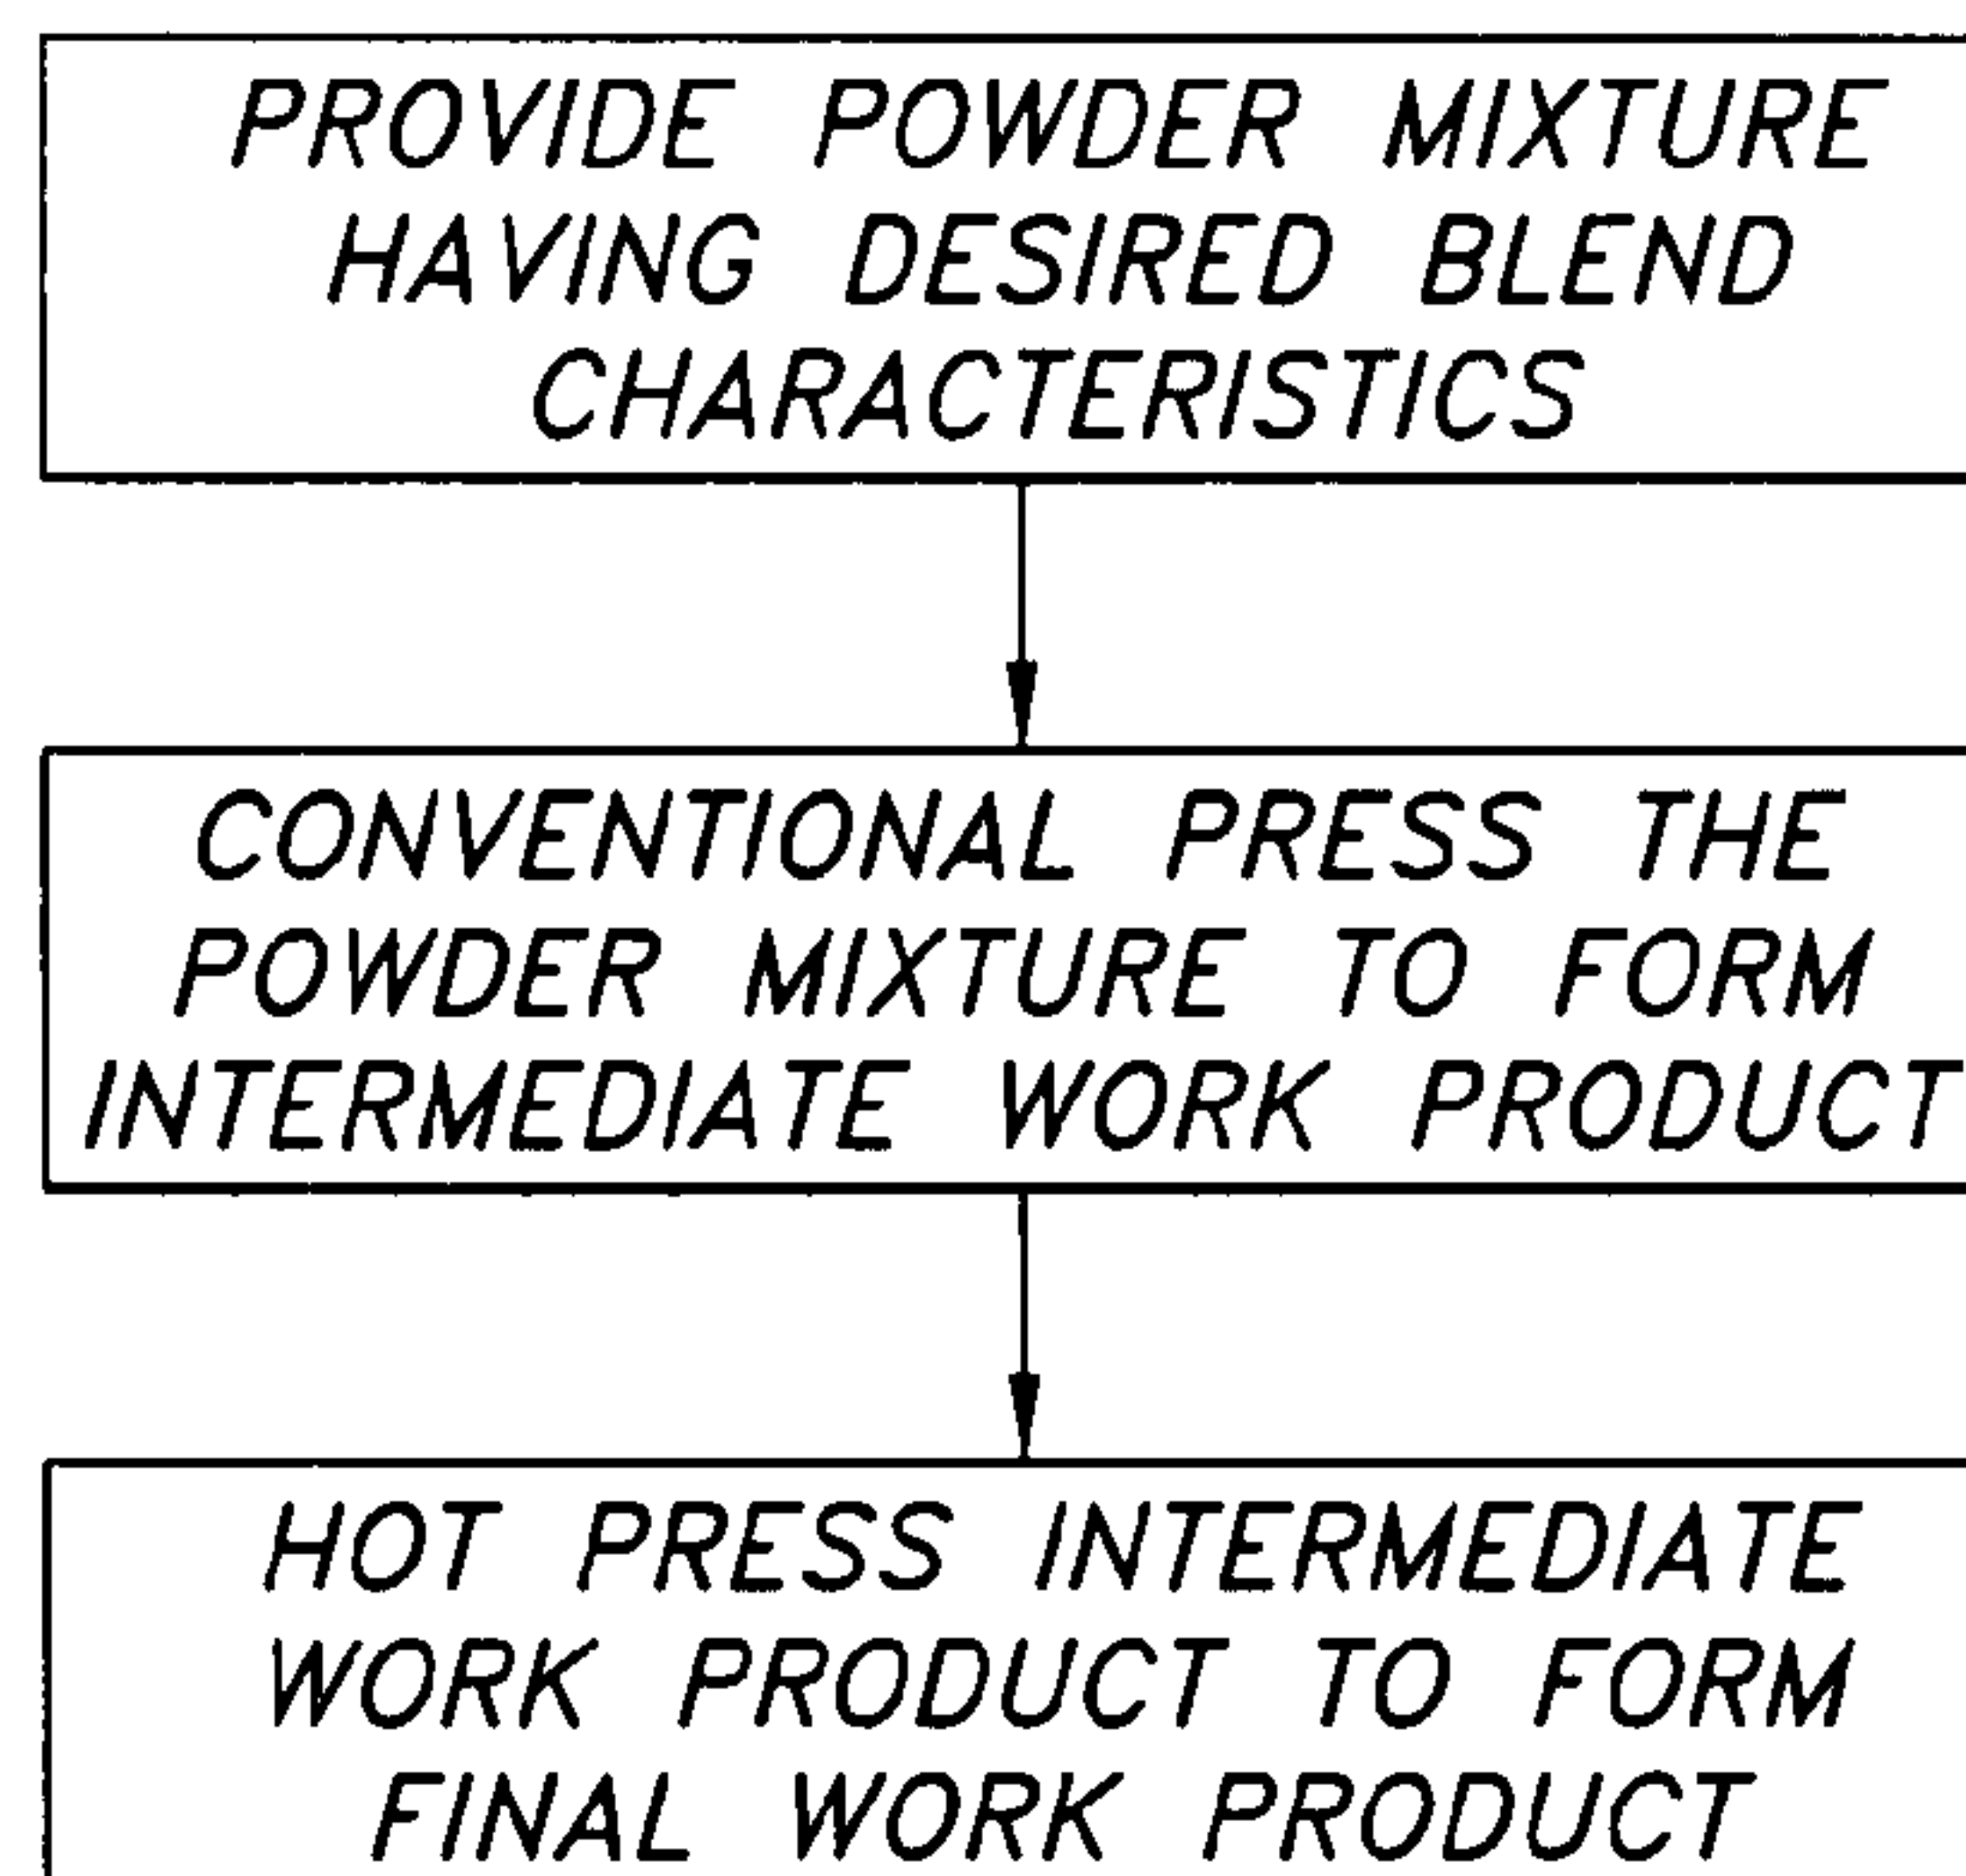 PROVIDE POWDER MIXTURE
HAVING DESIRED BLEND
CHARACTERISTICS
CONVENTIONAL PRESS THE
POWDER MIXTURE TO FORM
INTERMEDIATE WORK PRODUCT
HOT PRESS INTERMEDIATE
WORK PRODUCT TO FORM
FINAL WORK PRODUCT